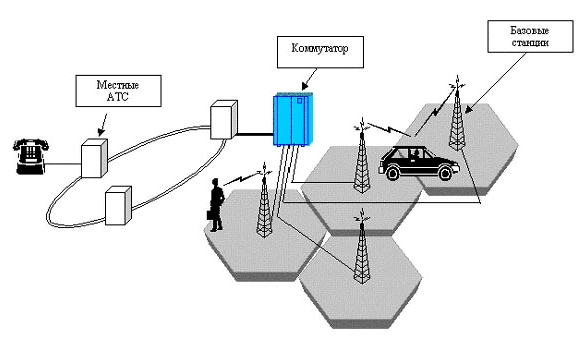 Базовые
станции
Коммутатор
Местные
АТС